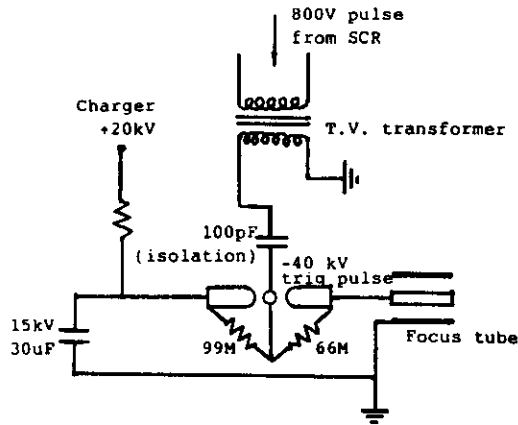 800V pulse
from SCR
Charger
+20kV
T.V. transformer
100pF
(isolation)
-40 kV
trig pulse
15kV
30uF
99M
66M
Focus tube